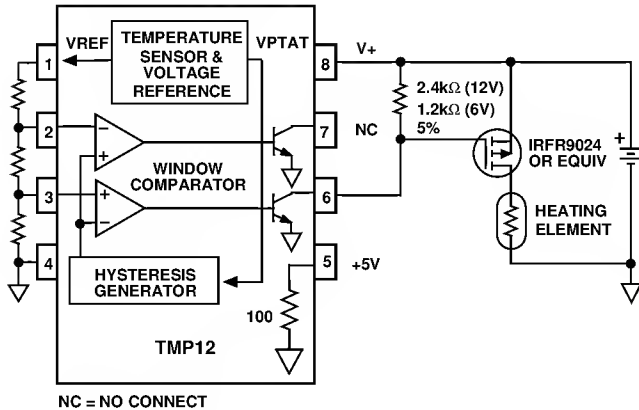 VREF
TEMPERATURE
SENSOR &
VOLTAGE
REFERENCE
VPTAT
1
8
V+
2.4kΩ (12V)
1.2kΩ (6V)
5%
2
−
+
7
NC
IRFR9024
OR EQUIV
+
WINDOW
COMPARATOR
3
+
−
6
HEATING
ELEMENT
4
HYSTERESIS
GENERATOR
5
+5V
100
TMP12
NC = NO CONNECT